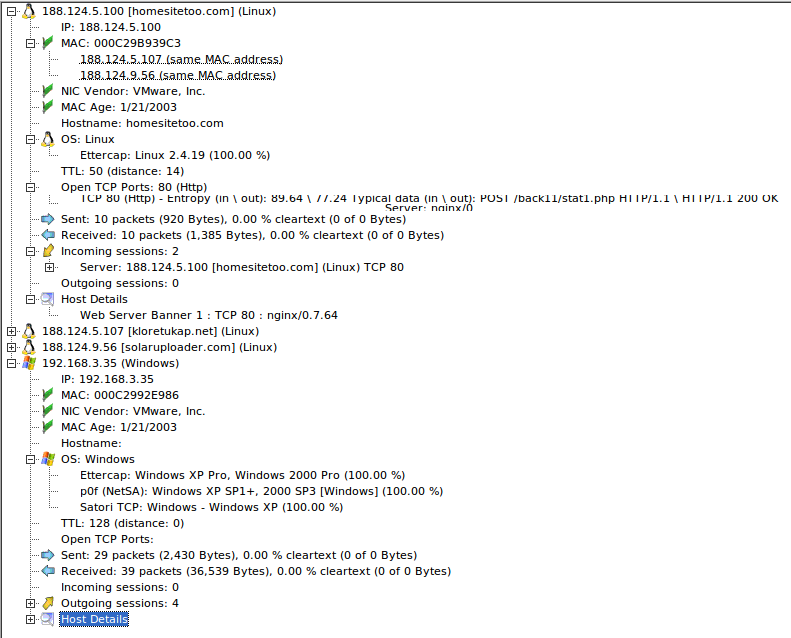 188.124.5.100 [homesitetoo.com] (Linux)
IP: 188.124.5.100
MAC: 000C29B939C3
188.124.5.107 (same MAC address)
188.124.9.56 (same MAC address)
NIC Vendor: VMware, Inc.
MAC Age: 1/21/2003
Hostname: homesitetoo.com
OS: Linux
Ettercap: Linux 2.4.19 (100.00 %)
TTL: 50 (distance: 14)
Open TCP Ports: 80 (Http)
TCP 80 (Http) - Entropy (in \ out): 89.64 \ 77.24 Typical data (in \ out): POST /back11/stat1.php HTTP/1.1 \ HTTP/1.1 200 OK
Server: nginx/0
Sent: 10 packets (920 Bytes), 0.00 % cleartext (0 of 0 Bytes)
Received: 10 packets (1,385 Bytes), 0.00 % cleartext (0 of 0 Bytes)
Incoming sessions: 2
Server: 188.124.5.100 [homesitetoo.com] (Linux) TCP 80
Outgoing sessions: 0
Host Details
Web Server Banner 1 : TCP 80 : nginx/0.7.64
188.124.5.107 [kloretukap.net] (Linux)
188.124.9.56 [solaruploader.com] (Linux)
192.168.3.35 (Windows)
IP: 192.168.3.35
MAC: 000C2992E986
NIC Vendor: VMware, Inc.
MAC Age: 1/21/2003
Hostname:
OS: Windows
Ettercap: Windows XP Pro, Windows 2000 Pro (100.00 %)
p0f (NetSA): Windows XP SP1+, 2000 SP3 [Windows] (100.00 %)
Satori TCP: Windows - Windows XP (100.00 %)
TTL: 128 (distance: 0)
Open TCP Ports:
Sent: 29 packets (2,430 Bytes), 0.00 % cleartext (0 of 0 Bytes)
Received: 39 packets (36,539 Bytes), 0.00 % cleartext (0 of 0 Bytes)
Incoming sessions: 0
Outgoing sessions: 4
Host Details